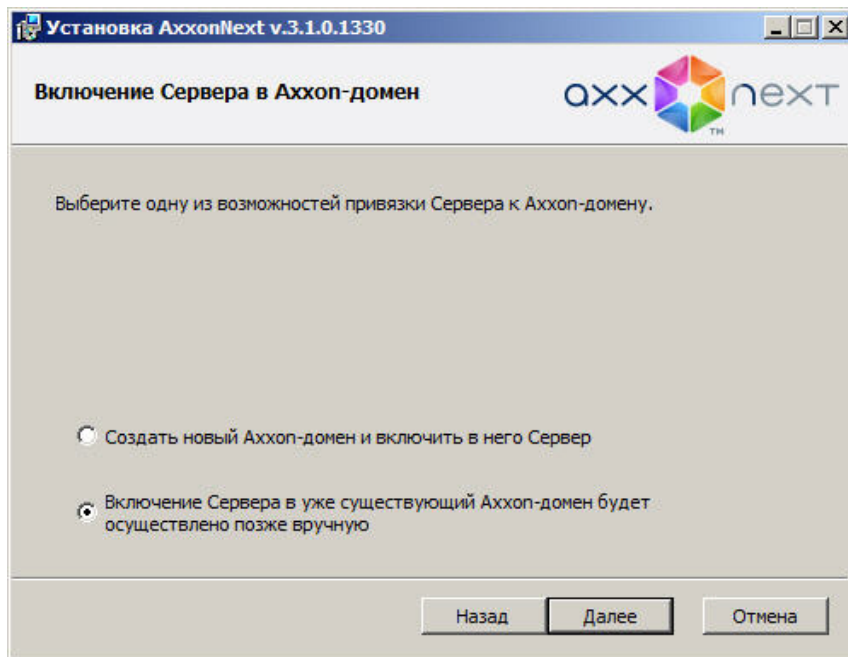 Установка AxxonNext v.3.1.0.1330
Включение Сервера в Axxon-домен
axx next
TM
Выберите одну из возможностей привязки Сервера к Axxon-домену.
Создать новый Axxon-домен и включить в него Сервер
Включение Сервера в уже существующий Axxon-домен будет
осуществлено позже вручную
Назад Далее Отмена